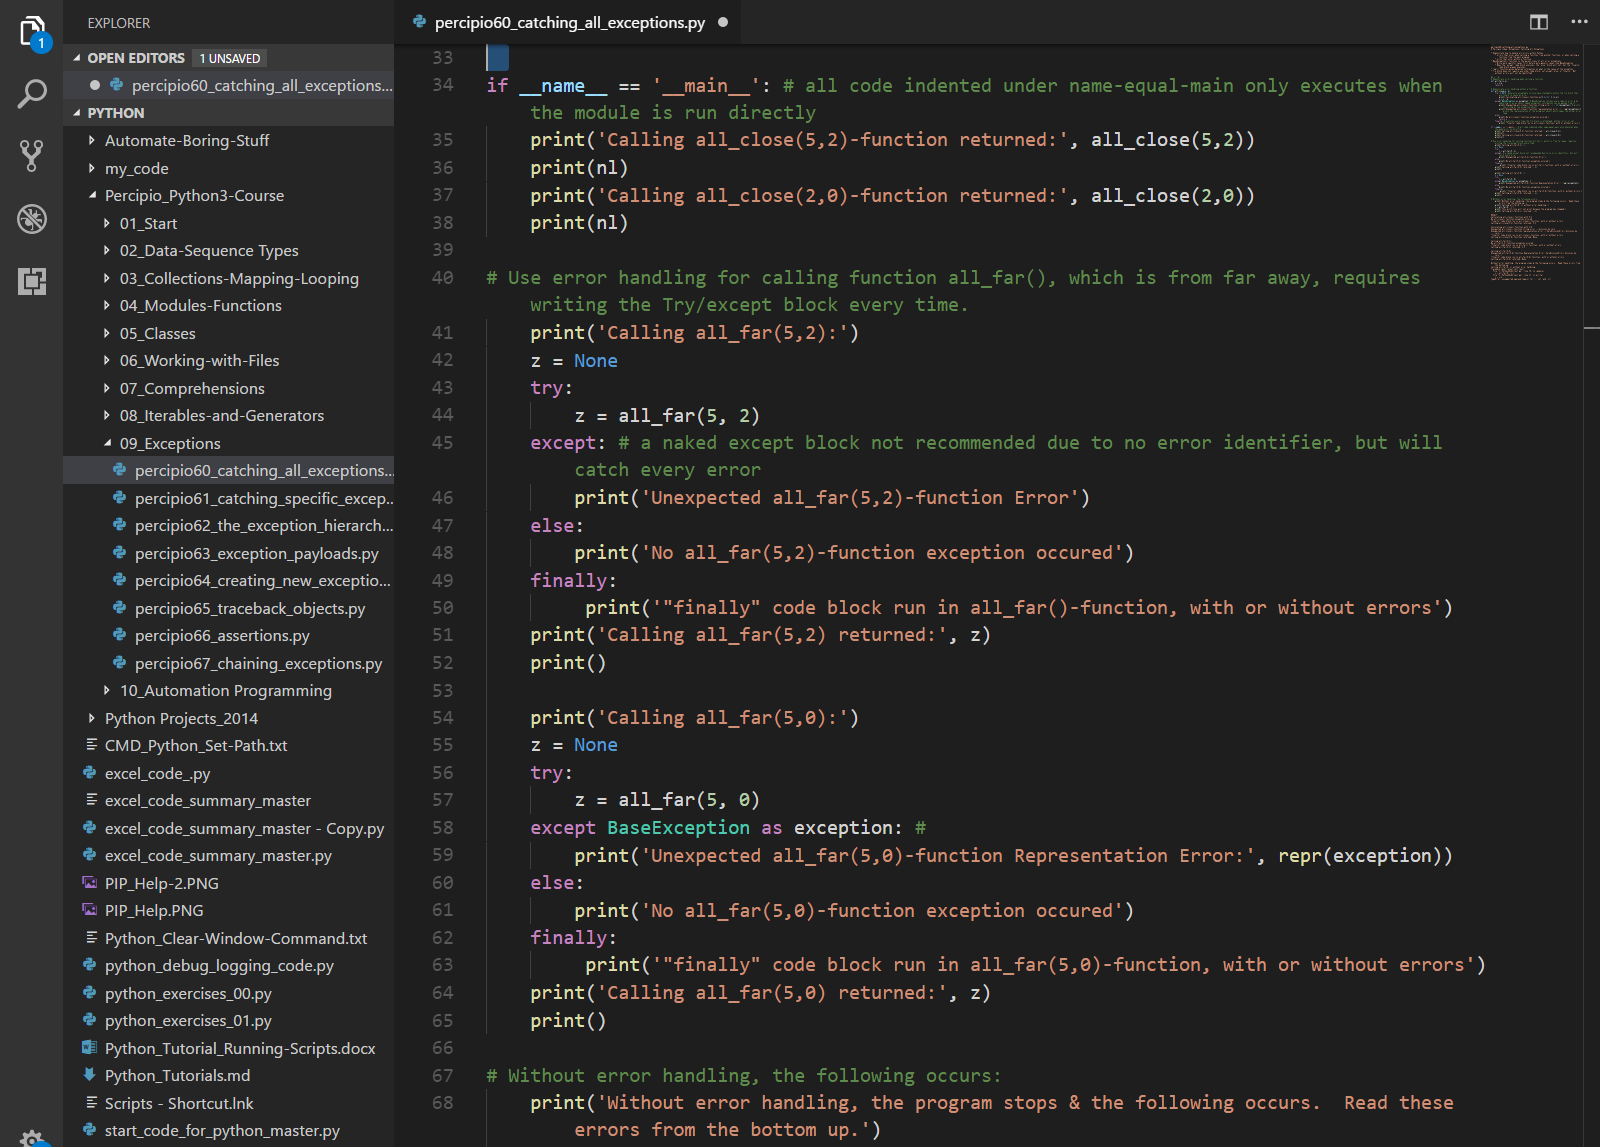 EXPLORER
OPEN EDITORS 1 UNSAVED
percipio60_catching_all_exceptions...
PYTHON
Automate-Boring-Stuff
my_code
Percipio_Python3-Course
01_Start
02_Data-Sequence Types
03_Collections-Mapping-Looping
04_Modules-Functions
05_Classes
06_Working-with-Files
07_Comprehensions
08_Iterables-and-Generators
09_Exceptions
percipio60_catching_all_exceptions...
percipio61_catching_specific_excep...
percipio62_the_exception_hierarch...
percipio63_exception_payloads.py
percipio64_creating_new_exceptio...
percipio65_traceback_objects.py
percipio66_assertions.py
percipio67_chaining_exceptions.py
10_Automation Programming
Python Projects_2014
CMD_Python_Set-Path.txt
excel_code_.py
excel_code_summary_master
excel_code_summary_master - Copy.py
excel_code_summary_master.py
PIP_Help-2.PNG
PIP_Help.PNG
Python_Clear-Window-Command.txt
python_debug_logging_code.py
python_exercises_00.py
python_exercises_01.py
Python_Tutorial_Running-Scripts.docx
Python_Tutorials.md
Scripts - Shortcut.lnk
start_code_for_python_master.py
1
percipio60_catching_all_exceptions.py
33
34 if __name__ == '__main__': # all code indented under name-equal-main only executes when
the module is run directly
35 print('Calling all_close(5,2)-function returned:', all_close(5,2))
36 print(nl)
37 print('Calling all_close(2,0)-function returned:', all_close(2,0))
38 print(nl)
39
40 # Use error handling for calling function all_far(), which is from far away, requires
writing the Try/except block every time.
41 print('Calling all_far(5,2):')
42 z = None
43 try:
44 z = all_far(5, 2)
45 except: # a naked except block not recommended due to no error identifier, but will
catch every error
46 print('Unexpected all_far(5,2)-function Error')
47 else:
48 print('No all_far(5,2)-function exception occured')
49 finally:
50 print('"finally" code block run in all_far()-function, with or without errors')
51 print('Calling all_far(5,2) returned:', z)
52 print()
53
54 print('Calling all_far(5,0):')
55 z = None
56 try:
57 z = all_far(5, 0)
58 except BaseException as exception: #
59 print('Unexpected all_far(5,0)-function Representation Error:', repr(exception))
60 else:
61 print('No all_far(5,0)-function exception occured')
62 finally:
63 print('"finally" code block run in all_far(5,0)-function, with or without errors')
64 print('Calling all_far(5,0) returned:', z)
65 print()
66
67 # Without error handling, the following occurs:
68 print('Without error handling, the program stops & the following occurs.  Read these
errors from the bottom up.')